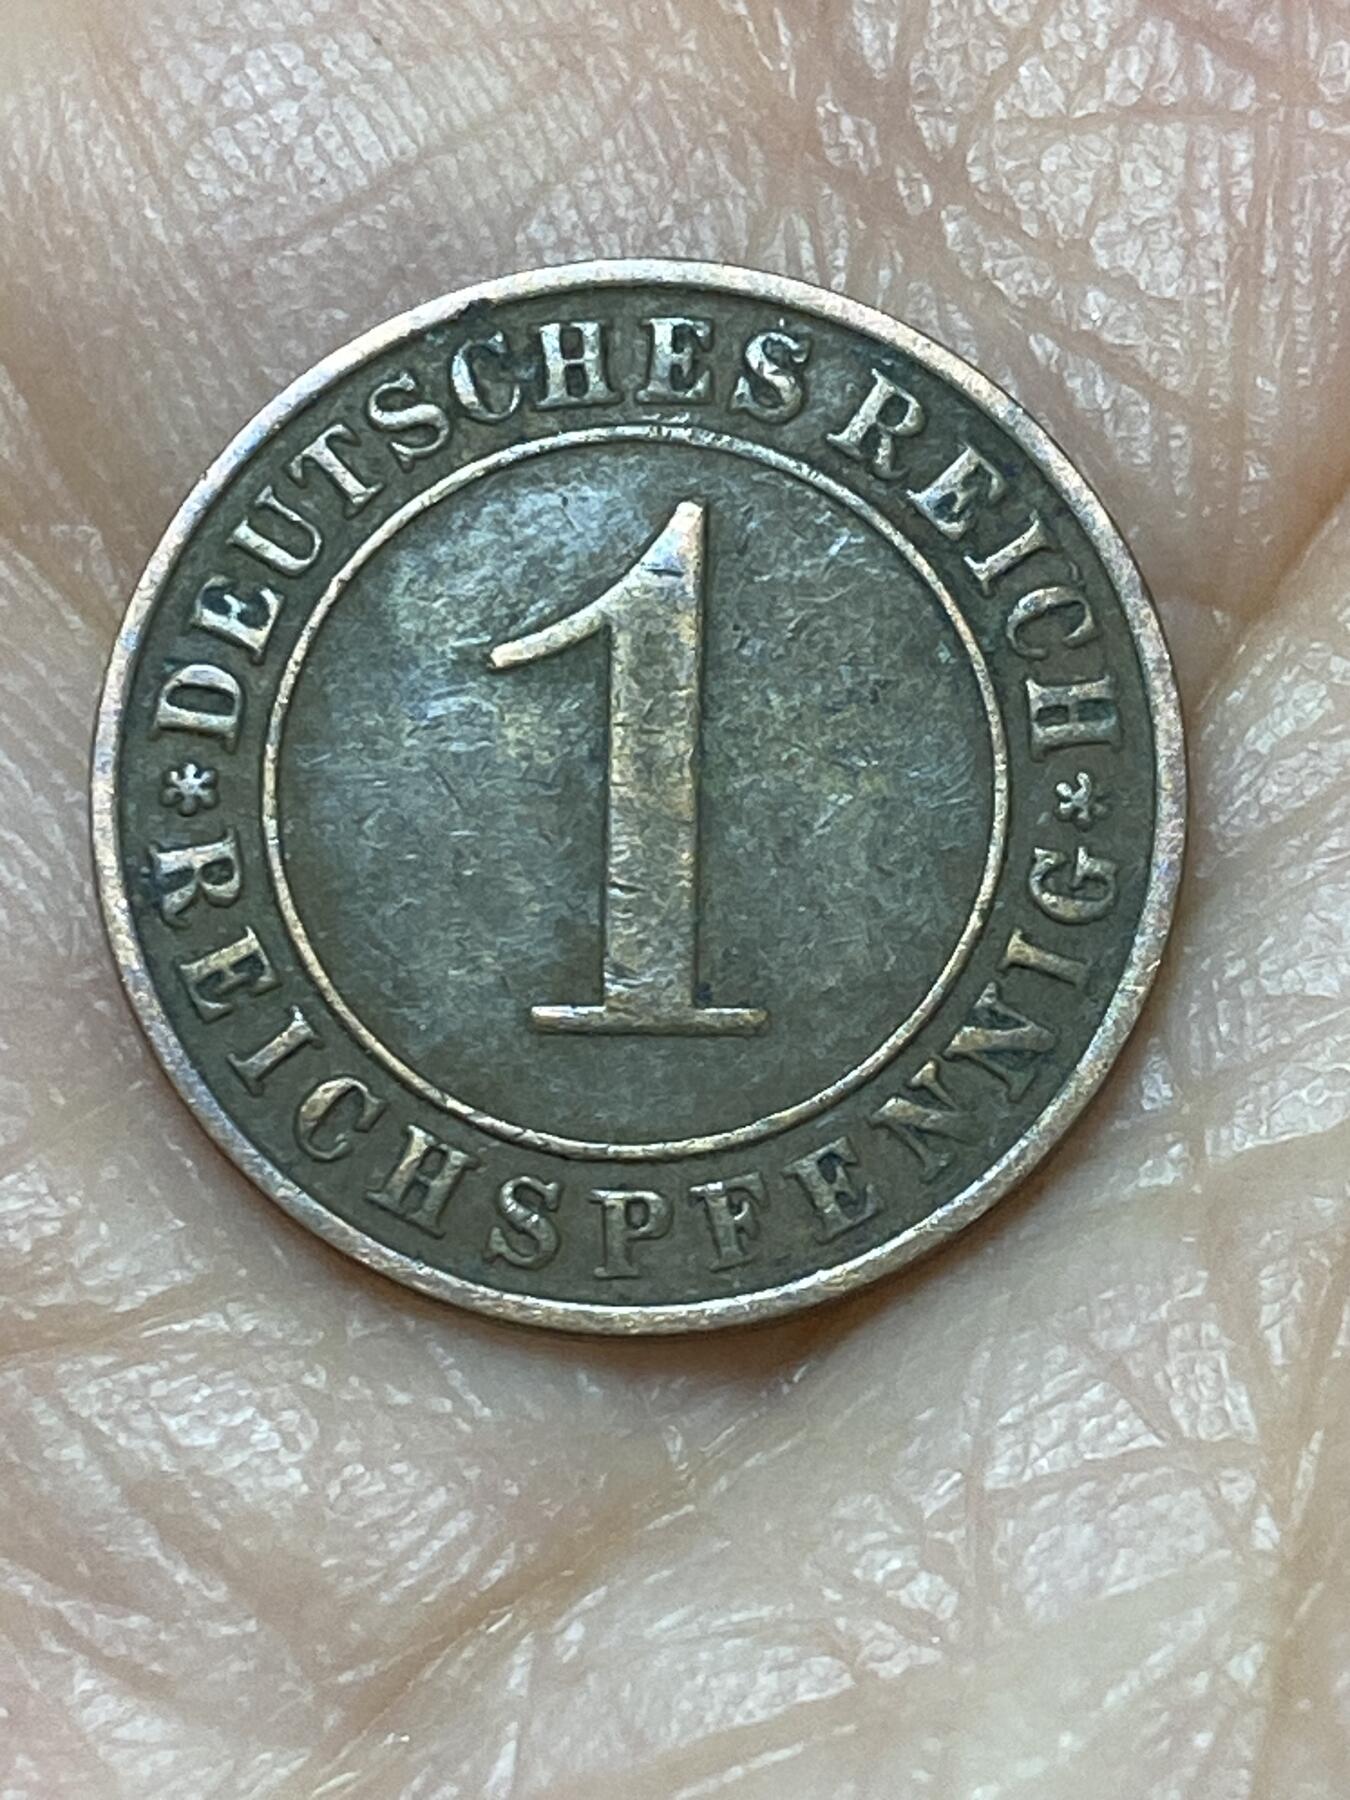 DEUTSCHES REICH
1
* REICHSPFENNIG *